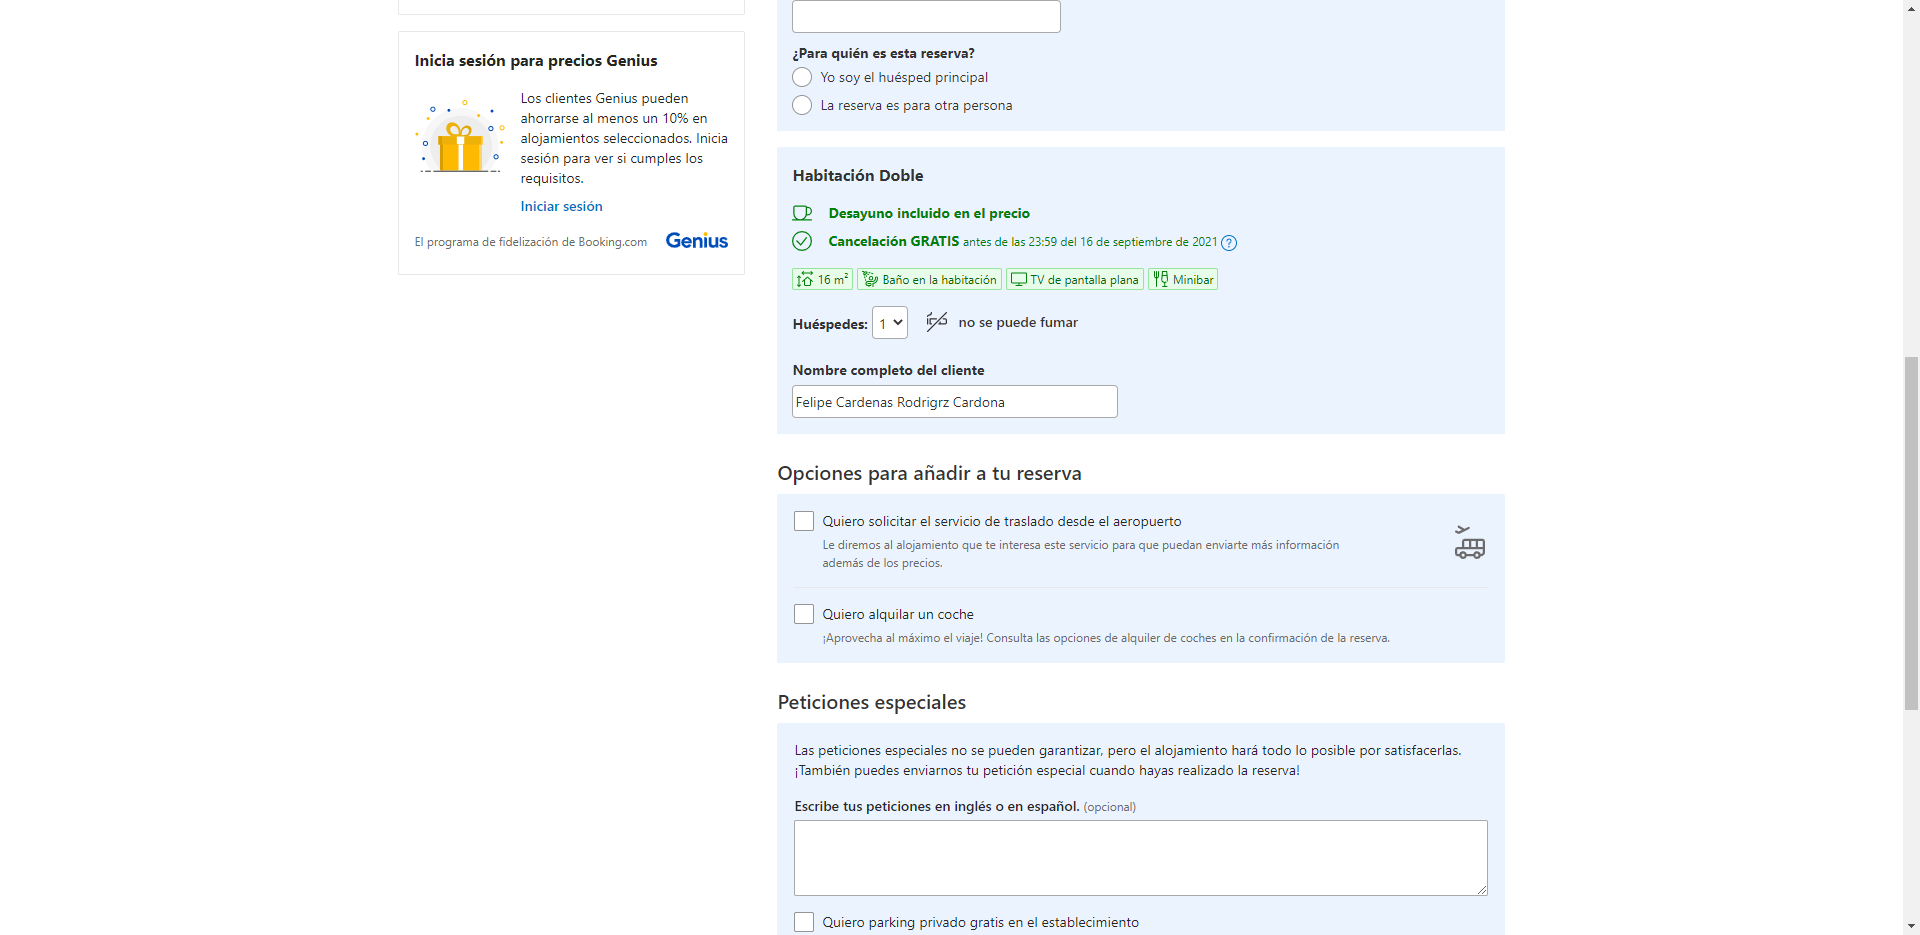 Inicia sesión para precios Genius
Los clientes Genius pueden
ahorrarse al menos un 10% en
alojamientos seleccionados. Inicia
sesión para ver si cumples los
requisitos.
Iniciar sesión
El programa de fidelización de Booking.com Genius
¿Para quién es esta reserva?
Yo soy el huésped principal
La reserva es para otra persona
Habitación Doble
Desayuno incluido en el precio
Cancelación GRATIS antes de las 23:59 del 16 de septiembre de 2021 ?
16 m² Baño en la habitación TV de pantalla plana Minibar
Huéspedes: 1 no se puede fumar
Nombre completo del cliente
Felipe Cardenas Rodrigrz Cardona
Opciones para añadir a tu reserva
Quiero solicitar el servicio de traslado desde el aeropuerto
Le diremos al alojamiento que te interesa este servicio para que puedan enviarte más información
además de los precios.
Quiero alquilar un coche
¡Aprovecha al máximo el viaje! Consulta las opciones de alquiler de coches en la confirmación de la reserva.
Peticiones especiales
Las peticiones especiales no se pueden garantizar, pero el alojamiento hará todo lo posible por satisfacerlas.
¡También puedes enviarnos tu petición especial cuando hayas realizado la reserva!
Escribe tus peticiones en inglés o en español. (opcional)
Quiero parking privado gratis en el establecimiento